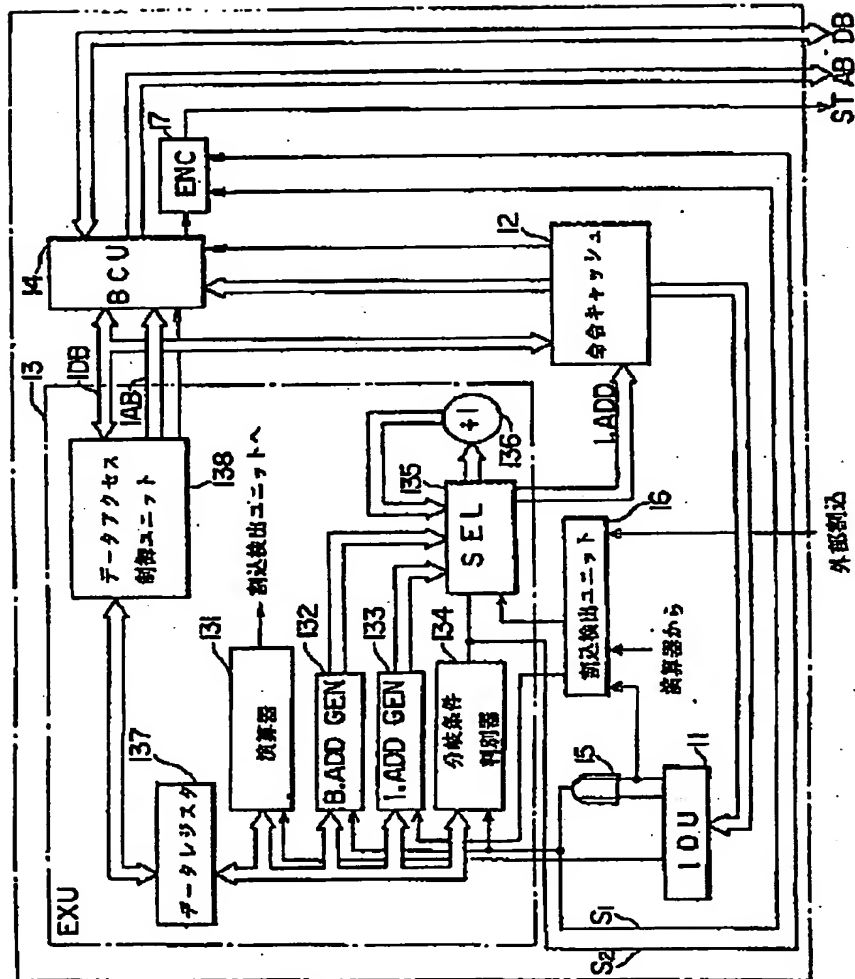 EXU
137
データレジスタ
データアクセス
制御ユニット
138
IDB
IAB
13
14
BCU
17
ENC
ST
AB
DB
131
演算器
割込検出ユニットへ
132
B.ADD GEN
133
I.ADD GEN
134
分岐条件
判別器
135
SEL
+1
136
I.ADD
12
命令キャッシュ
16
割込検出ユニット
演算器から
外部割込
15
11
IDU
S1
S2